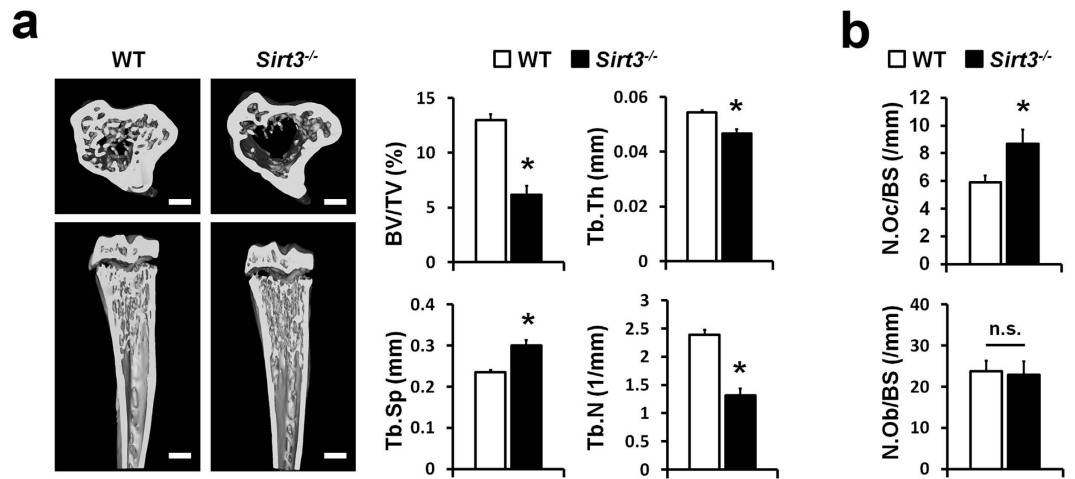 a
WT
Sirt3-/-
WT
Sirt3-/-
15
10
5
0
BV/TV (%)
*
0.06
0.04
0.02
0
Tb.Th (mm)
*
0.4
0.3
0.2
0.1
0
Tb.Sp (mm)
*
3
2.5
2
1.5
1
0.5
0
Tb.N (1/mm)
*
b
WT
Sirt3-/-
12
10
8
6
4
2
0
N.Oc/BS (/mm)
*
40
30
20
10
0
N.Ob/BS (/mm)
n.s.